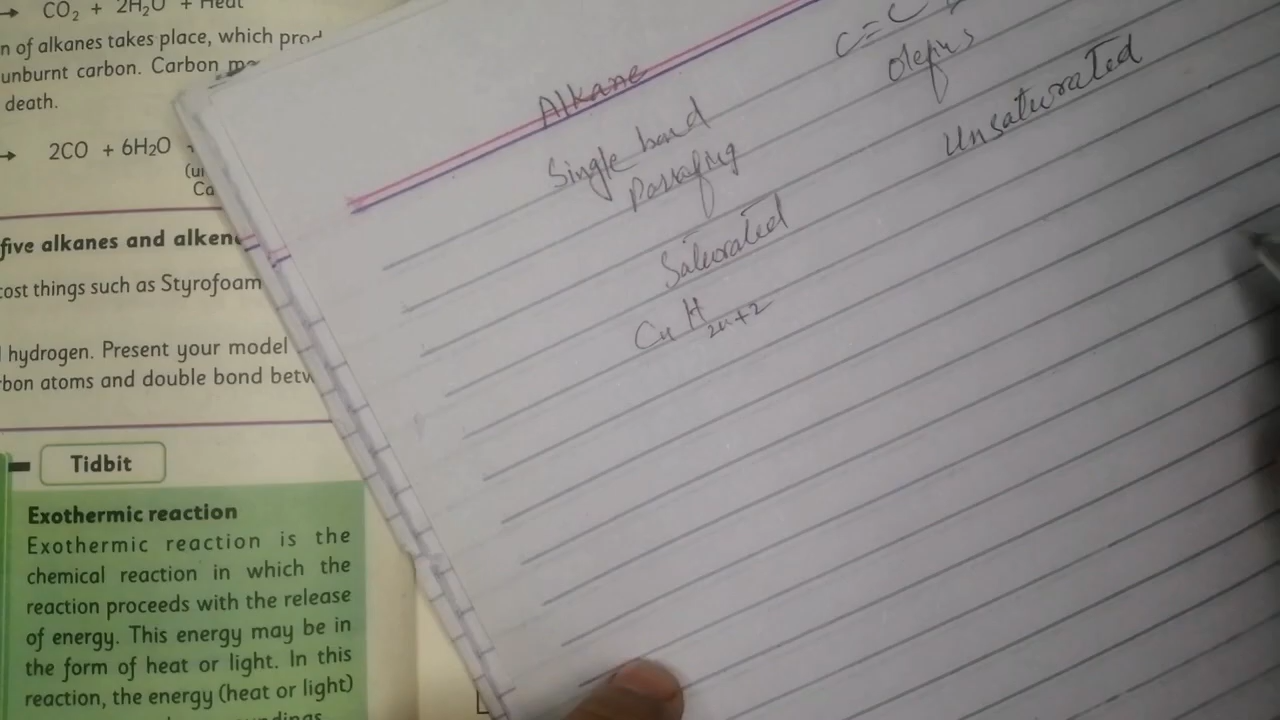 → CO₂ + 2H₂O + Heat
n of alkanes takes place, which prod
unburnt carbon. Carbon mo
death.
→ 2CO + 6H₂O
(un
Ca
five alkanes and alken
cost things such as Styrofoam
hydrogen. Present your model
rbon atoms and double bond betw
Tidbit
Exothermic reaction
Exothermic reaction is the
chemical reaction in which the
reaction proceeds with the release
of energy. This energy may be in
the form of heat or light. In this
reaction, the energy (heat or light)
Alkane
Single bond
Saturated
CnH2n+2
C=C
Olefins
Unsaturated